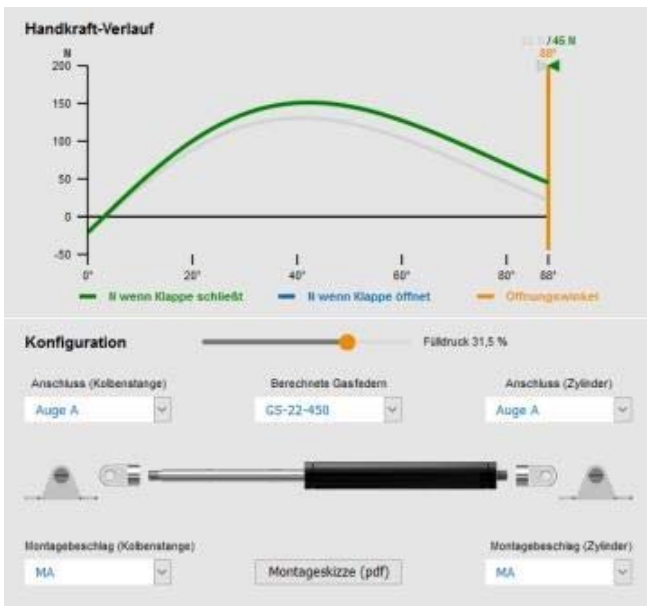 Handkraft-Verlauf
/ 45 N
88°
N
200
150
100
50
0
-50
0° 20° 40° 60° 80° 88°
N wenn Klappe schließt N wenn Klappe öffnet Öffnungswinkel
Konfiguration Fülldruck 31,5 %
Anschluss (Kolbenstange) Berechnete Gasfedern Anschluss (Zylinder)
Auge A GS-22-450 Auge A
Montagebeschlag (Kolbenstange) Montagebeschlag (Zylinder)
MA Montageskizze (pdf) MA